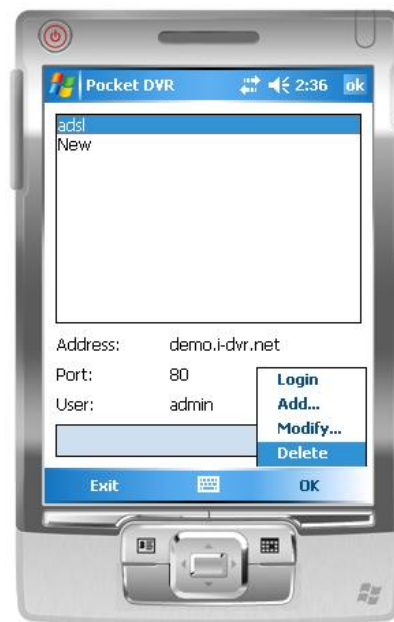 Pocket DVR 2:36 ok
adsl
New
Address: demo.i-dvr.net
Port: 80
User: admin
Login
Add...
Modify...
Delete
Exit OK